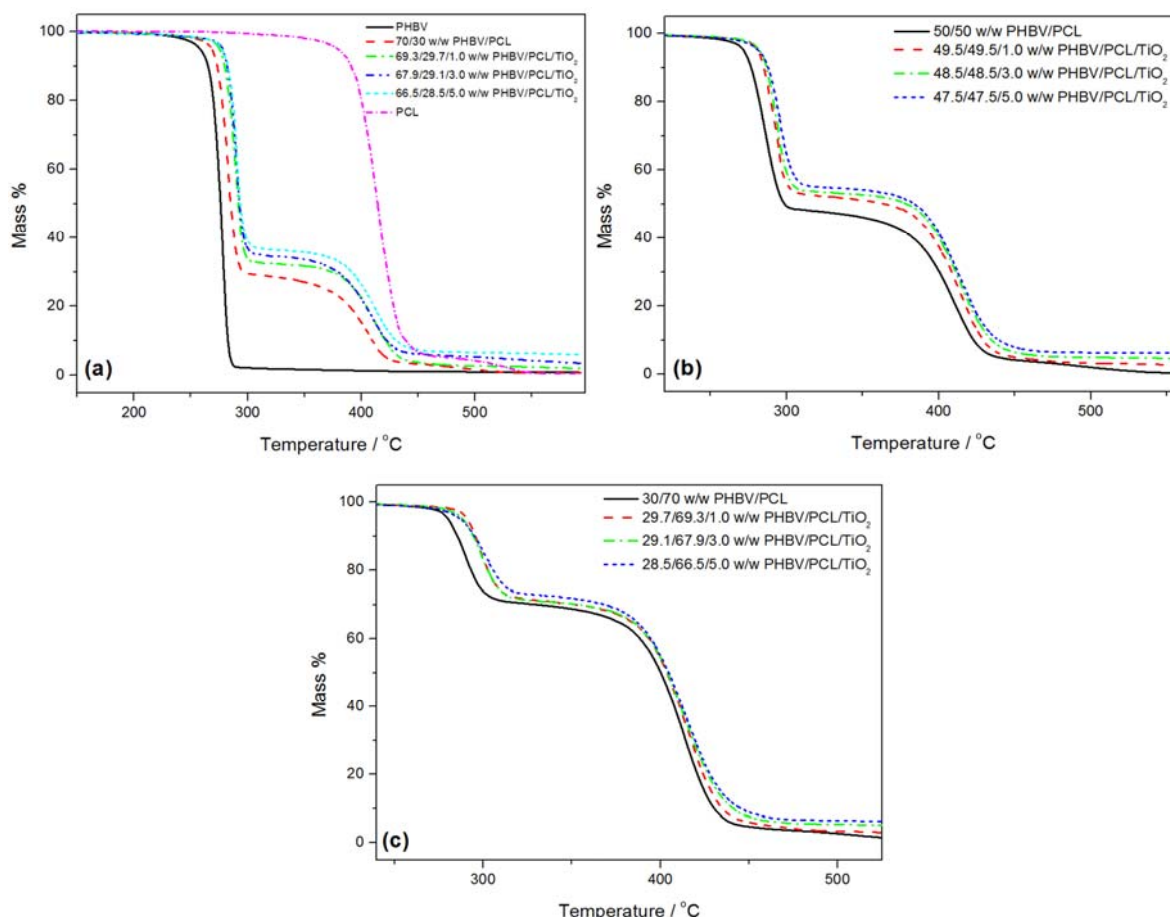 PHBV
70/30 w/w PHBV/PCL
69.3/29.7/1.0 w/w PHBV/PCL/TiO₂
67.9/29.1/3.0 w/w PHBV/PCL/TiO₂
66.5/28.5/5.0 w/w PHBV/PCL/TiO₂
PCL
100
80
60
40
20
0
Mass %
(a)
200 300 400 500
Temperature / °C
50/50 w/w PHBV/PCL
49.5/49.5/1.0 w/w PHBV/PCL/TiO₂
48.5/48.5/3.0 w/w PHBV/PCL/TiO₂
47.5/47.5/5.0 w/w PHBV/PCL/TiO₂
100
80
60
40
20
0
Mass %
(b)
300 400 500
Temperature / °C
30/70 w/w PHBV/PCL
29.7/69.3/1.0 w/w PHBV/PCL/TiO₂
29.1/67.9/3.0 w/w PHBV/PCL/TiO₂
28.5/66.5/5.0 w/w PHBV/PCL/TiO₂
100
80
60
40
20
0
Mass %
(c)
300 400 500
Temperature / °C